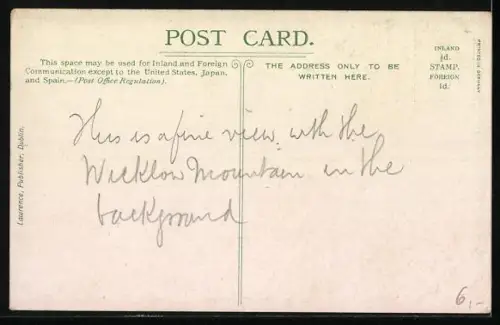 POST CARD.
This space may be used for Inland and Foreign
Communication except to the United States, Japan,
and Spain.—(Post Office Regulation).
THE ADDRESS ONLY TO BE
WRITTEN HERE.
INLAND
½d.
STAMP.
FOREIGN
1d.
Laurence, Publisher, Dublin.
This is a fine view with the
Wicklow Mountain in the
background
6,-